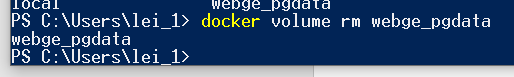 local               webge_pgdata
PS C:\Users\lei_1> docker volume rm webge_pgdata
webge_pgdata
PS C:\Users\lei_1>